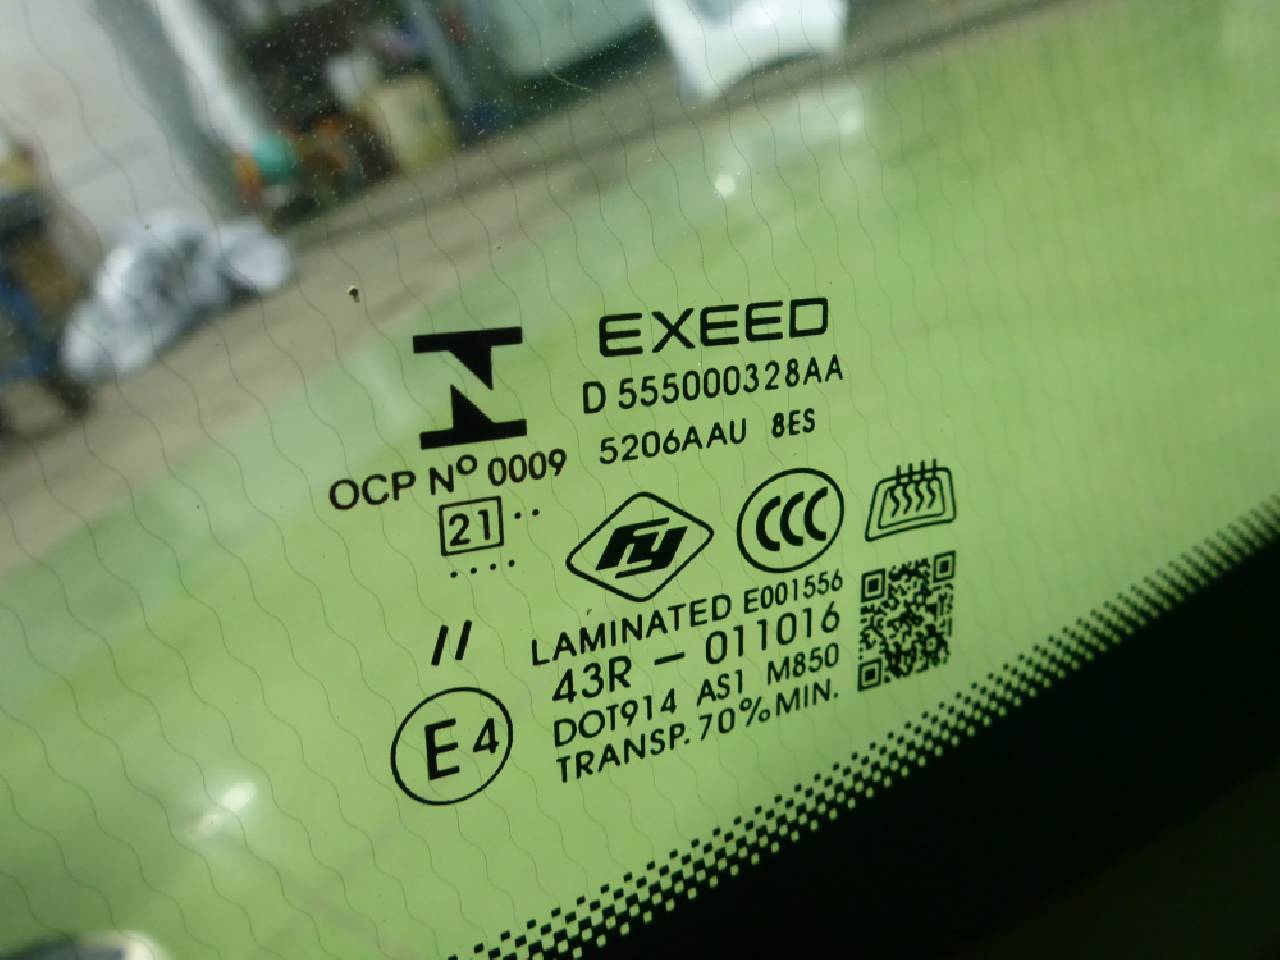 EXEED
D 555000328AA
5206AAU 8ES
N
OCP Nº 0009
21 ··
····
fy
CCC
LAMINATED E001556
// 43R - 011016
DOT914 AS1 M850
TRANSP. 70%MIN.
E4